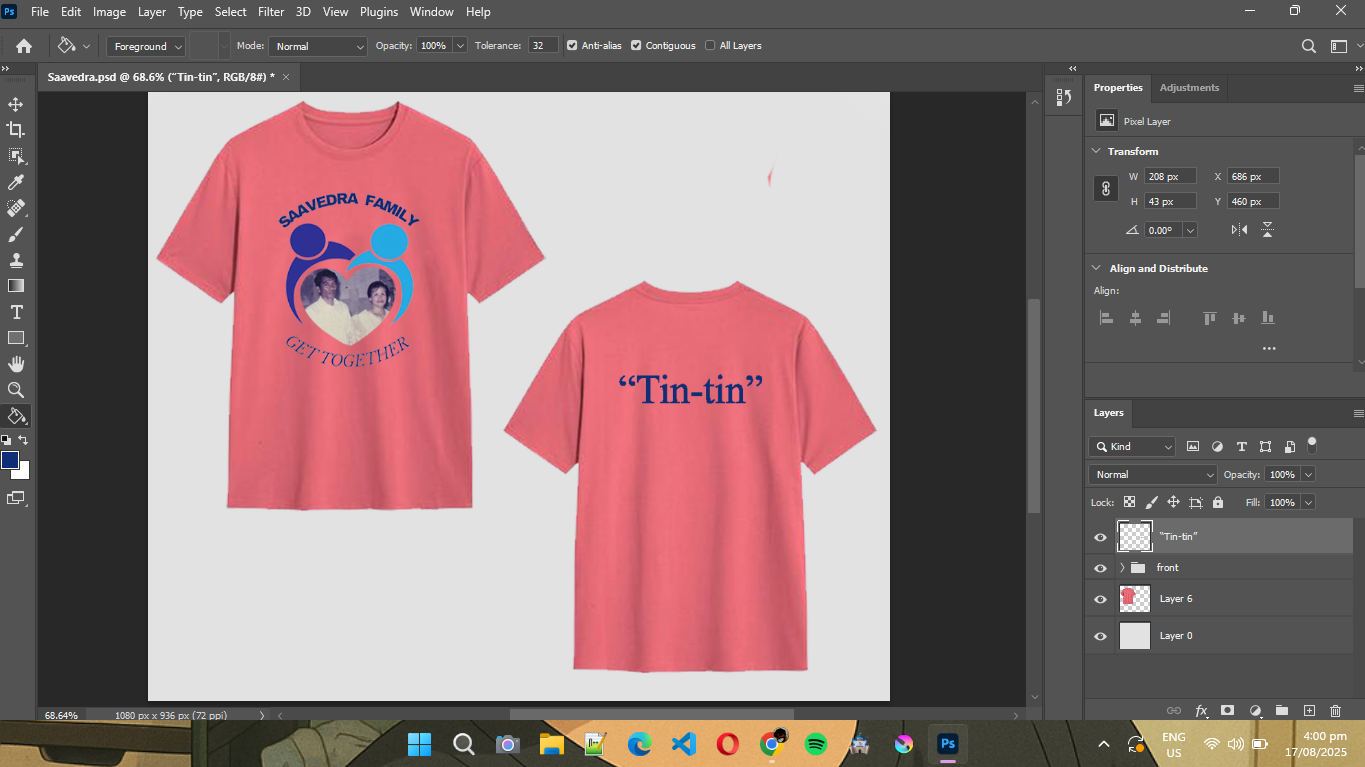 Ps File Edit Image Layer Type Select Filter 3D View Plugins Window Help
Foreground Mode: Normal Opacity: 100% Tolerance: 32 Anti-alias Contiguous All Layers
Saavedra.psd @ 68.6% (“Tin-tin”, RGB/8#) * ×
SAAVEDRA FAMILY
GET TOGETHER
“Tin-tin”
Properties Adjustments
Pixel Layer
Transform
W 208 px X 686 px
H 43 px Y 460 px
0.00°
Align and Distribute
Align:
Layers
Kind
Normal Opacity: 100%
Lock: Fill: 100%
“Tin-tin”
front
Layer 6
Layer 0
68.64% 1080 px x 936 px (72 ppi)
Ps
ENG
US
4:00 pm
17/08/2025